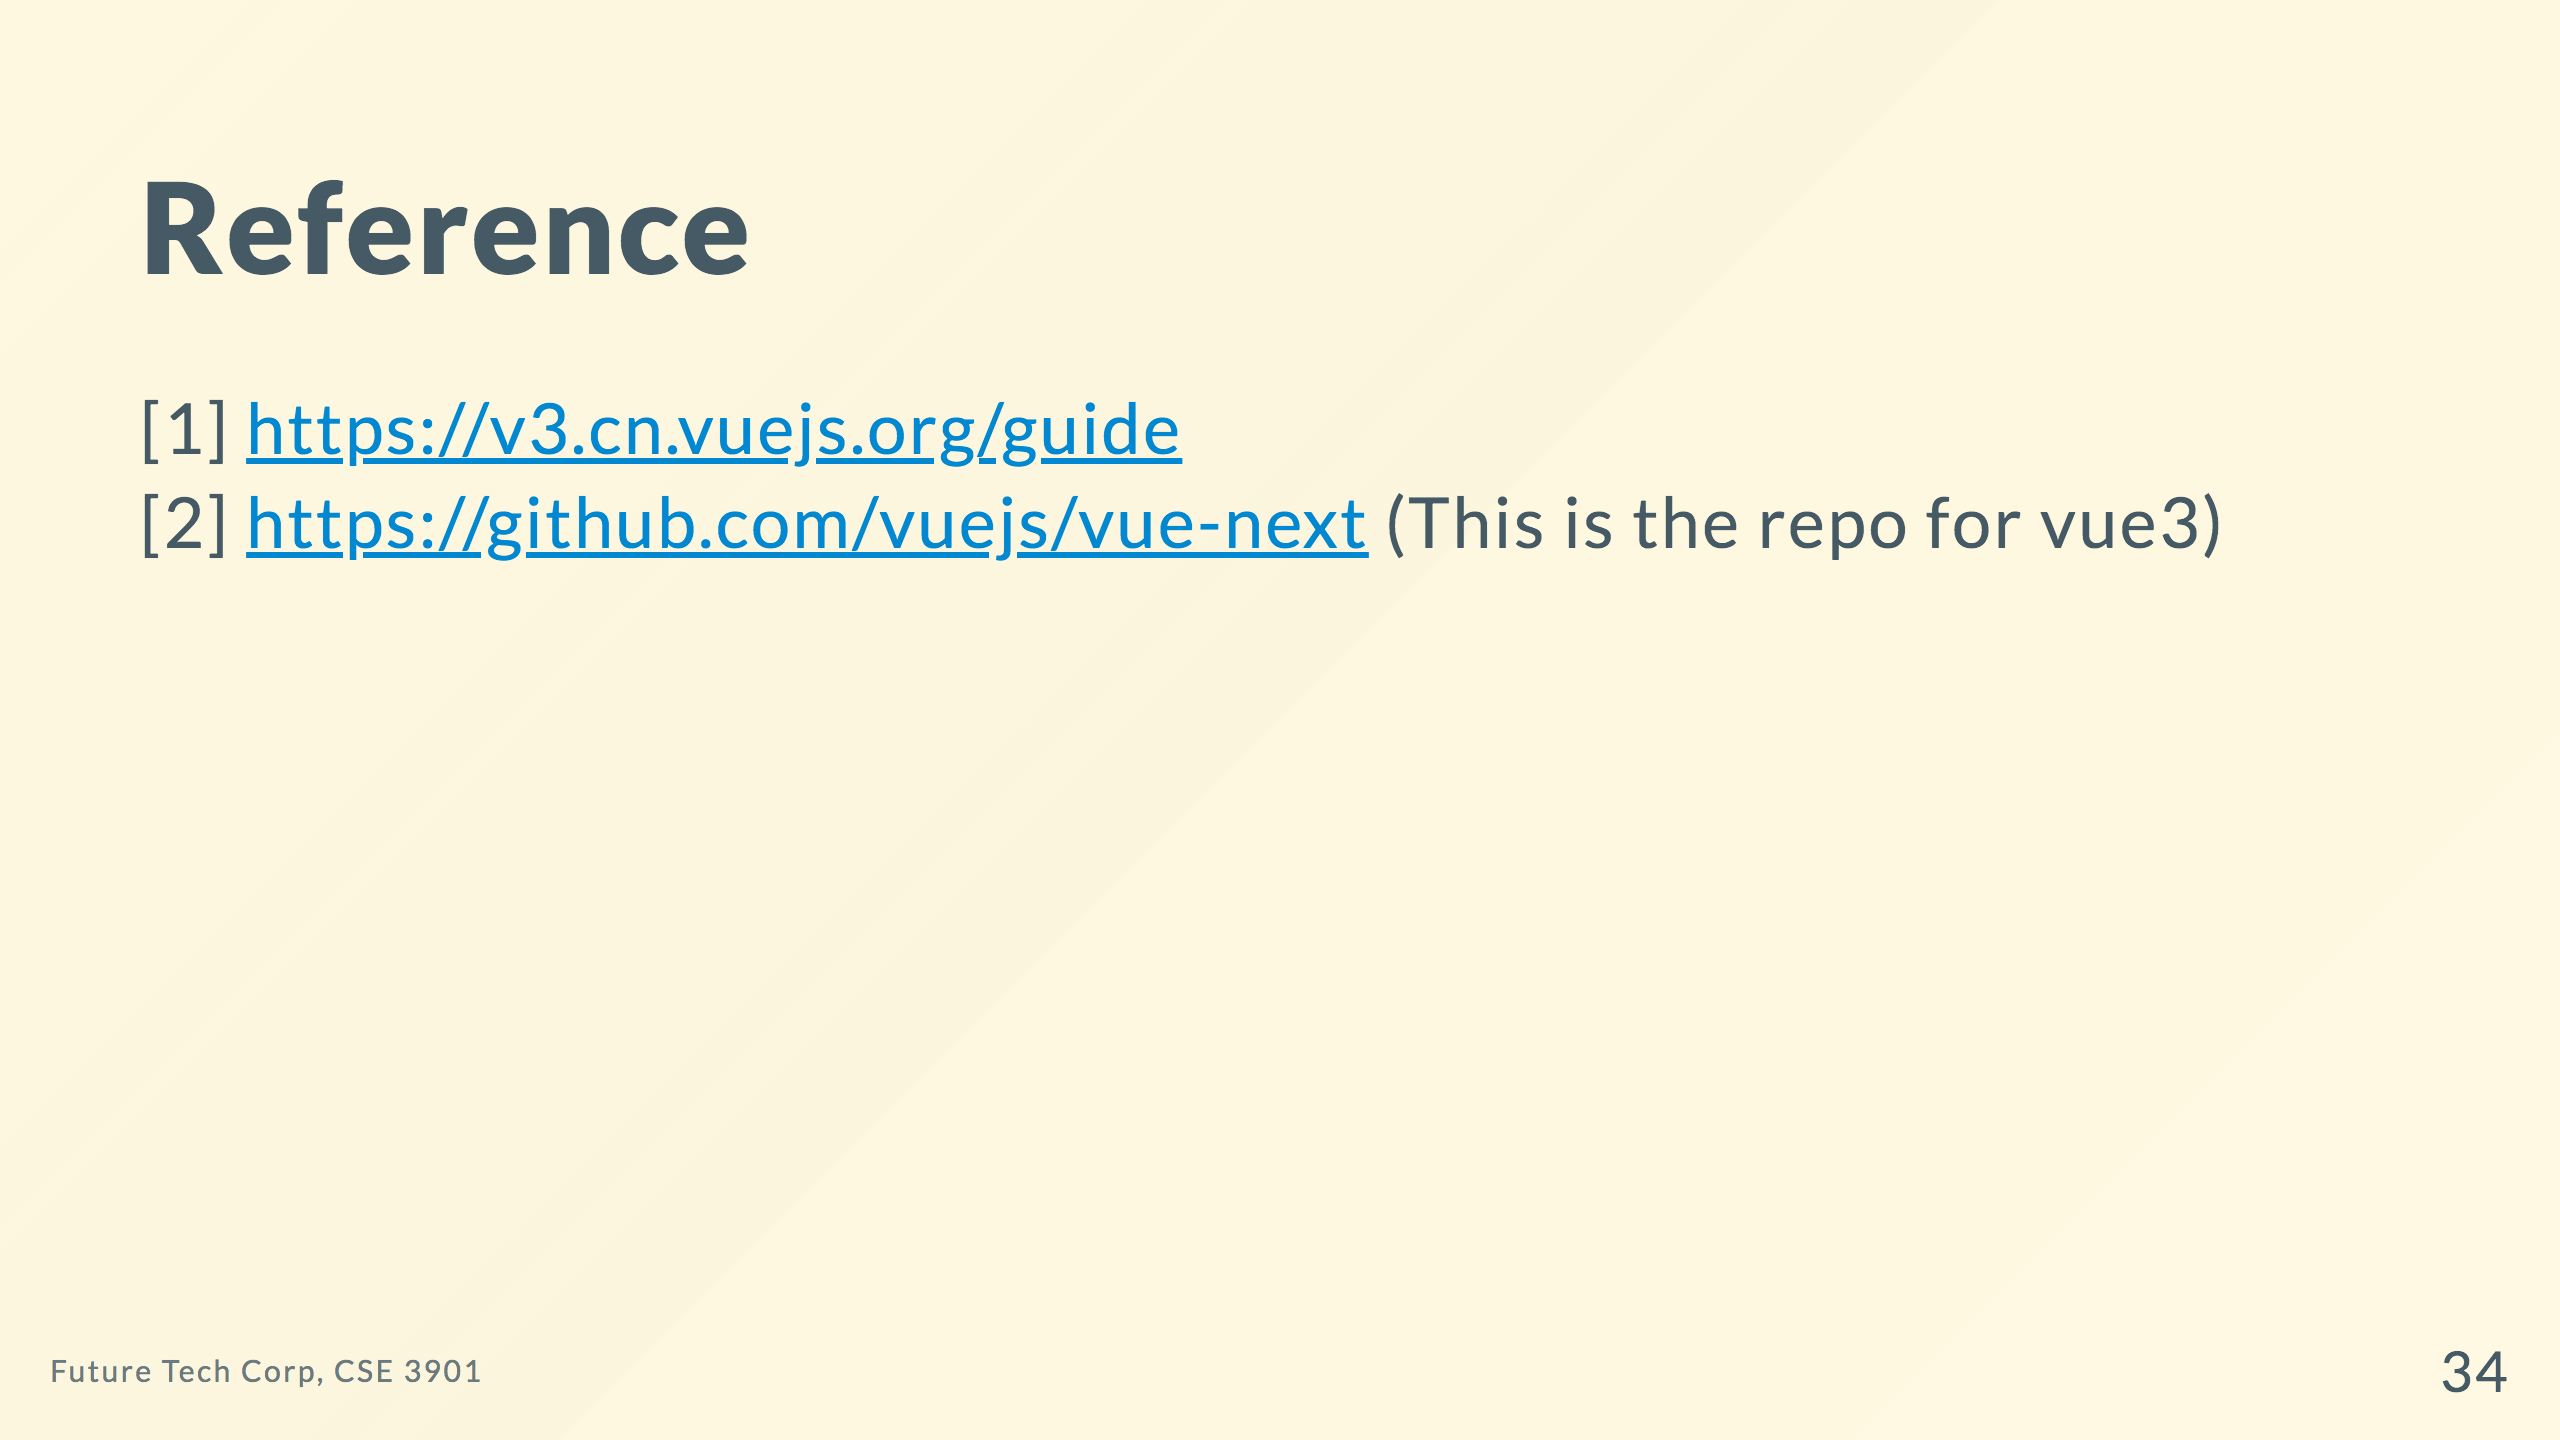 Reference
[1] https://v3.cn.vuejs.org/guide
[2] https://github.com/vuejs/vue-next (This is the repo for vue3)
Future Tech Corp, CSE 3901
34